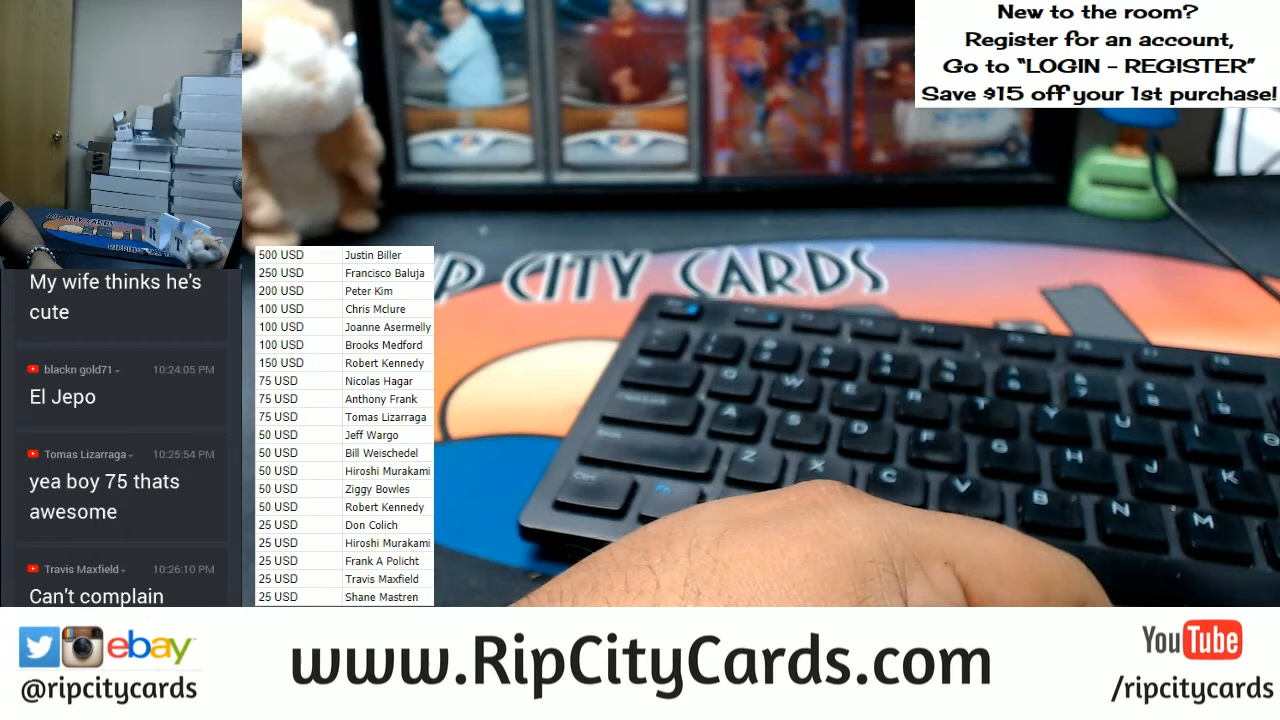 New to the room?
Register for an account,
Go to “LOGIN - REGISTER”
Save $15 off your 1st purchase!
RIP CITY CARDS
My wife thinks he's
cute
blackn gold71 10:24:05 PM
El Jepo
Tomas Lizarraga 10:25:54 PM
yea boy 75 thats
awesome
Travis Maxfield 10:26:10 PM
Can't complain
500 USD Justin Biller
250 USD Francisco Baluja
200 USD Peter Kim
100 USD Chris Mclure
100 USD Joanne Asermelly
100 USD Brooks Medford
150 USD Robert Kennedy
75 USD Nicolas Hagar
75 USD Anthony Frank
75 USD Tomas Lizarraga
50 USD Jeff Wargo
50 USD Bill Weischedel
50 USD Hiroshi Murakami
50 USD Ziggy Bowles
50 USD Robert Kennedy
25 USD Don Colich
25 USD Hiroshi Murakami
25 USD Frank A Policht
25 USD Travis Maxfield
25 USD Shane Mastren
IP CITY CARDS
Q W E R T Y U I
A S D F G H J K
Ctrl Fn Z X C V B N M
ebay
@ripcitycards
www.RipCityCards.com
YouTube
/ripcitycards